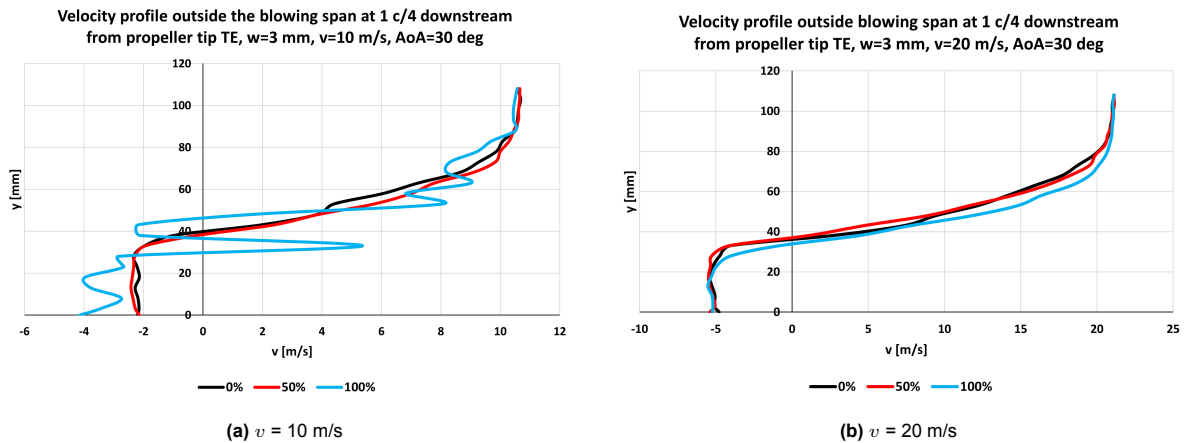 Velocity profile outside the blowing span at 1 c/4 downstream
from propeller tip TE, w=3 mm, v=10 m/s, AoA=30 deg
120
100
80
60
40
20
0
y [mm]
-6 -4 -2 0 2 4 6 8 10 12
v [m/s]
0% 50% 100%
(a) v = 10 m/s
Velocity profile outside blowing span at 1 c/4 downstream
from propeller tip TE, w=3 mm, v=20 m/s, AoA=30 deg
120
100
80
60
40
20
0
y [mm]
-10 -5 0 5 10 15 20 25
v [m/s]
0% 50% 100%
(b) v = 20 m/s